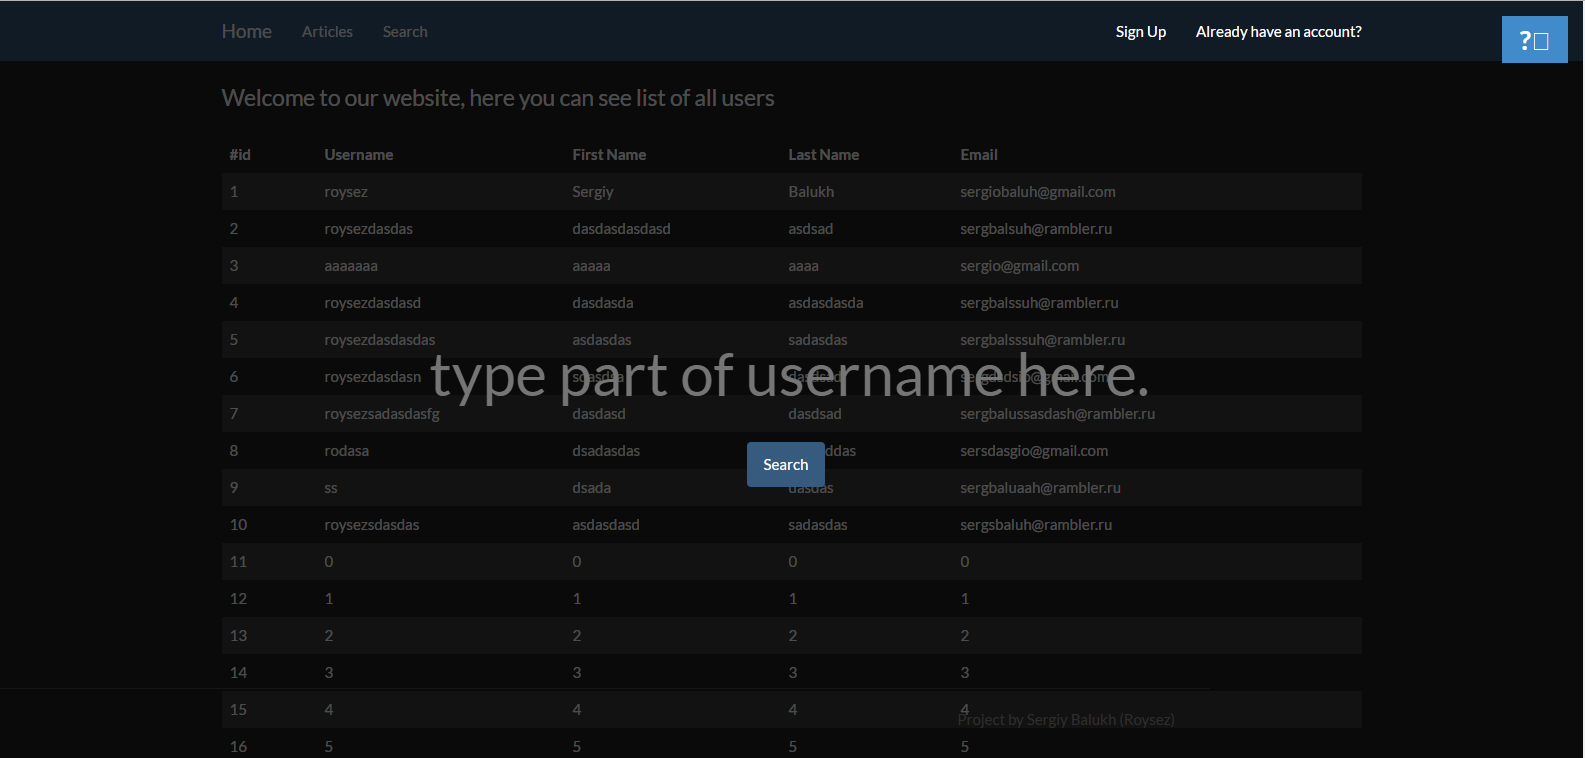 Home Articles Search Sign Up Already have an account? ?□
Welcome to our website, here you can see list of all users
#id Username First Name Last Name Email
1 roysez Sergiy Balukh sergiobaluh@gmail.com
2 roysezdasdas dasdasdasdasd asdsad sergbalsuh@rambler.ru
3 aaaaaaa aaaaa aaaa sergio@gmail.com
4 roysezdasdasd dasdasda asdasdasda sergbalssuh@rambler.ru
5 roysezdasdasdas asdasdas sadasdas sergbalsssuh@rambler.ru
type part of username here.
6 roysezdasdasn
7 roysezsadasdasfg dasdasd dasdsad sergbalussasdash@rambler.ru
8 rodasa dsadasdas sersdasgio@gmail.com
Search
9 ss dsada dasdas sergbaluaah@rambler.ru
10 roysezsdasdas asdasdasd sadasdas sergsbaluh@rambler.ru
11 0 0 0 0
12 1 1 1 1
13 2 2 2 2
14 3 3 3 3
15 4 4 4 4
Project by Sergiy Balukh (Roysez)
16 5 5 5 5